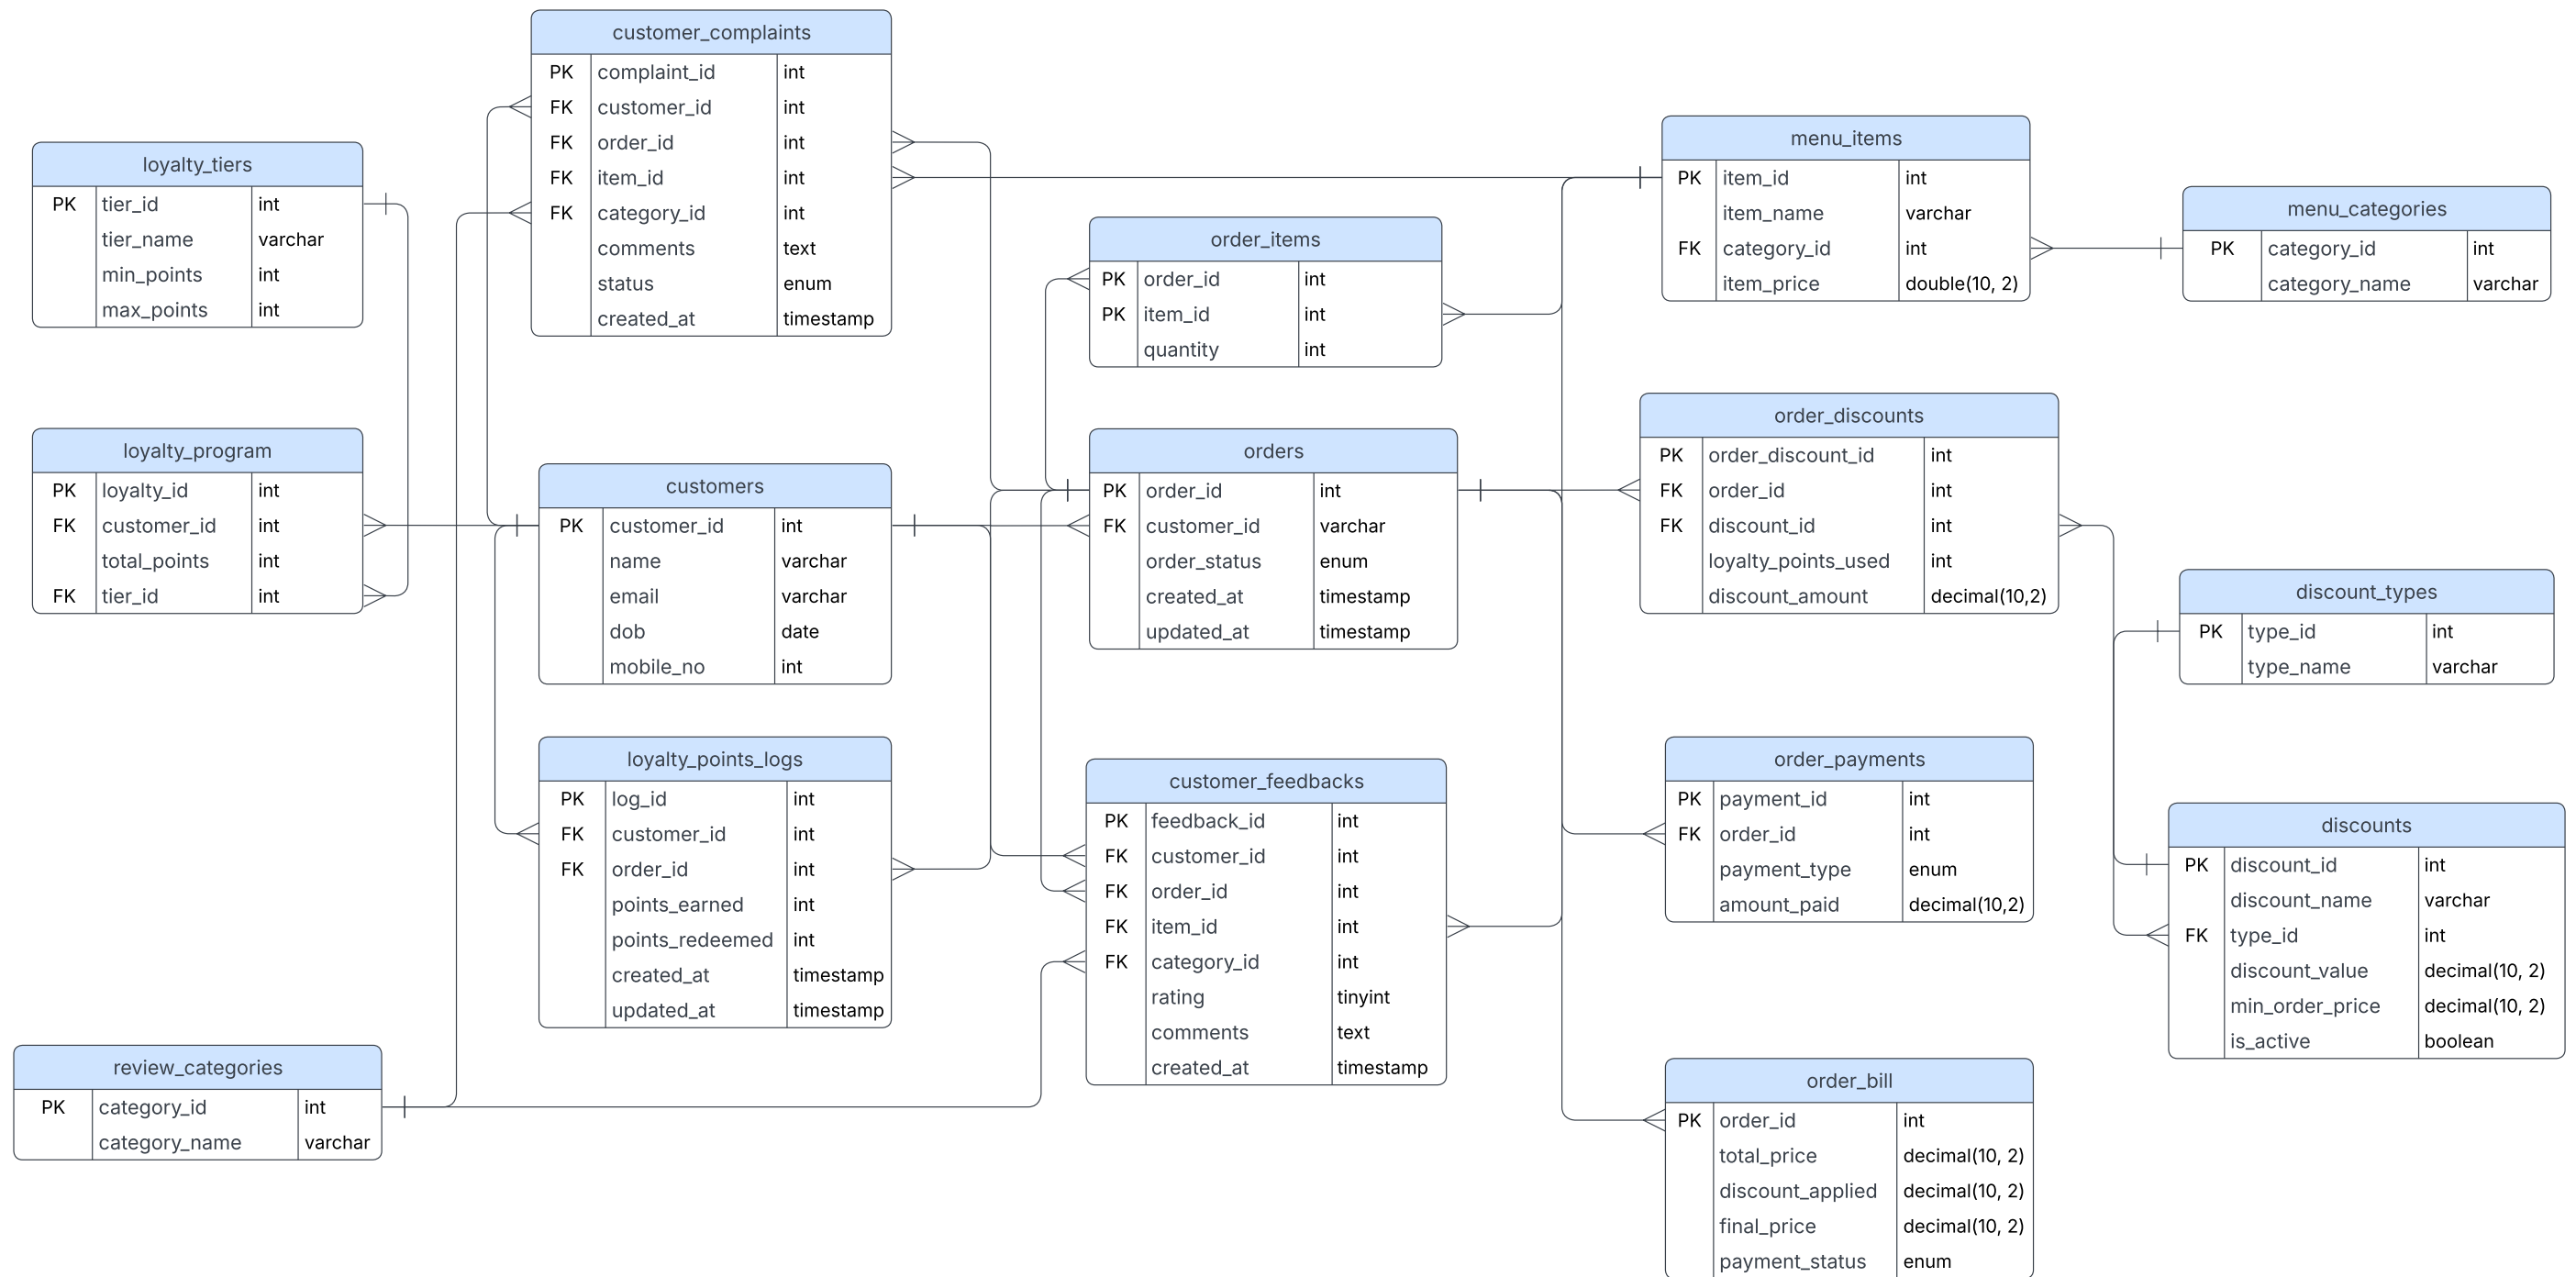 customer_complaints
PK complaint_id int
FK customer_id int
FK order_id int
FK item_id int
FK category_id int
comments text
status enum
created_at timestamp
loyalty_tiers
PK tier_id int
tier_name varchar
min_points int
max_points int
menu_items
PK item_id int
item_name varchar
FK category_id int
item_price double(10, 2)
menu_categories
PK category_id int
category_name varchar
order_items
PK order_id int
PK item_id int
quantity int
loyalty_program
PK loyalty_id int
FK customer_id int
total_points int
FK tier_id int
customers
PK customer_id int
name varchar
email varchar
dob date
mobile_no int
orders
PK order_id int
FK customer_id varchar
order_status enum
created_at timestamp
updated_at timestamp
order_discounts
PK order_discount_id int
FK order_id int
FK discount_id int
loyalty_points_used int
discount_amount decimal(10,2)
discount_types
PK type_id int
type_name varchar
loyalty_points_logs
PK log_id int
FK customer_id int
FK order_id int
points_earned int
points_redeemed int
created_at timestamp
updated_at timestamp
customer_feedbacks
PK feedback_id int
FK customer_id int
FK order_id int
FK item_id int
FK category_id int
rating tinyint
comments text
created_at timestamp
order_payments
PK payment_id int
FK order_id int
payment_type enum
amount_paid decimal(10,2)
discounts
PK discount_id int
discount_name varchar
FK type_id int
discount_value decimal(10, 2)
min_order_price decimal(10, 2)
is_active boolean
review_categories
PK category_id int
category_name varchar
order_bill
PK order_id int
total_price decimal(10, 2)
discount_applied decimal(10, 2)
final_price decimal(10, 2)
payment_status enum